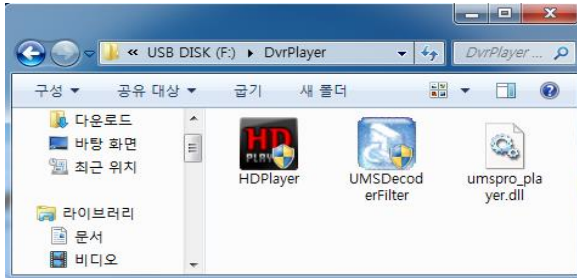 « USB DISK (F:) ▸ DvrPlayer
DvrPlayer ...
구성 ▼ 공유 대상 ▼ 굽기 새 폴더
다운로드
바탕 화면
최근 위치
라이브러리
문서
비디오
HD
PLAYER
HDPlayer
UMSDecod
erFilter
umspro_pla
yer.dll